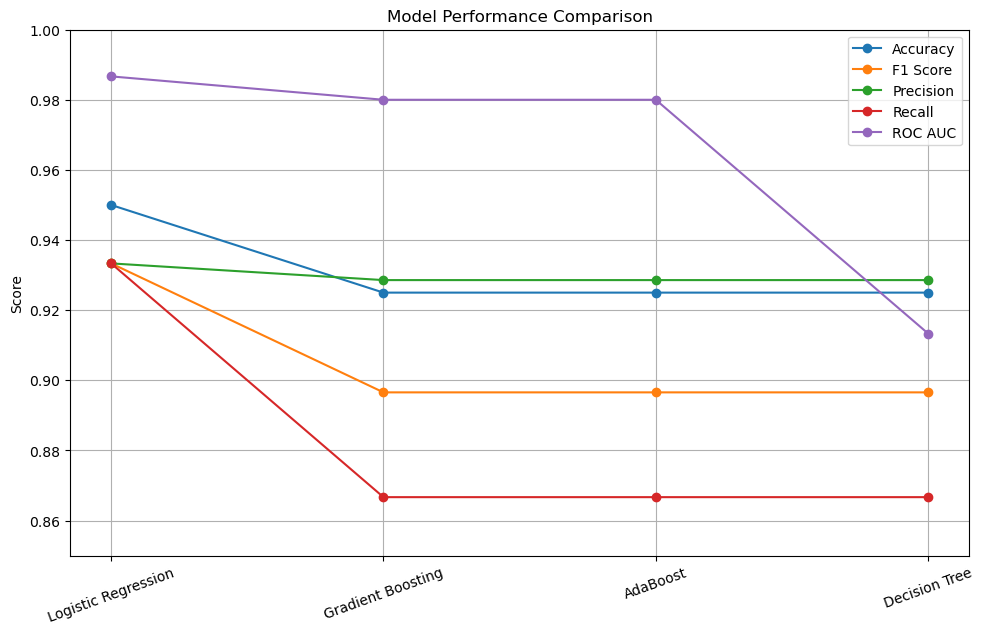 Model Performance Comparison
1.00
0.98
0.96
0.94
0.92
0.90
0.88
0.86
Score
Accuracy
F1 Score
Precision
Recall
ROC AUC
Logistic Regression
Gradient Boosting
AdaBoost
Decision Tree